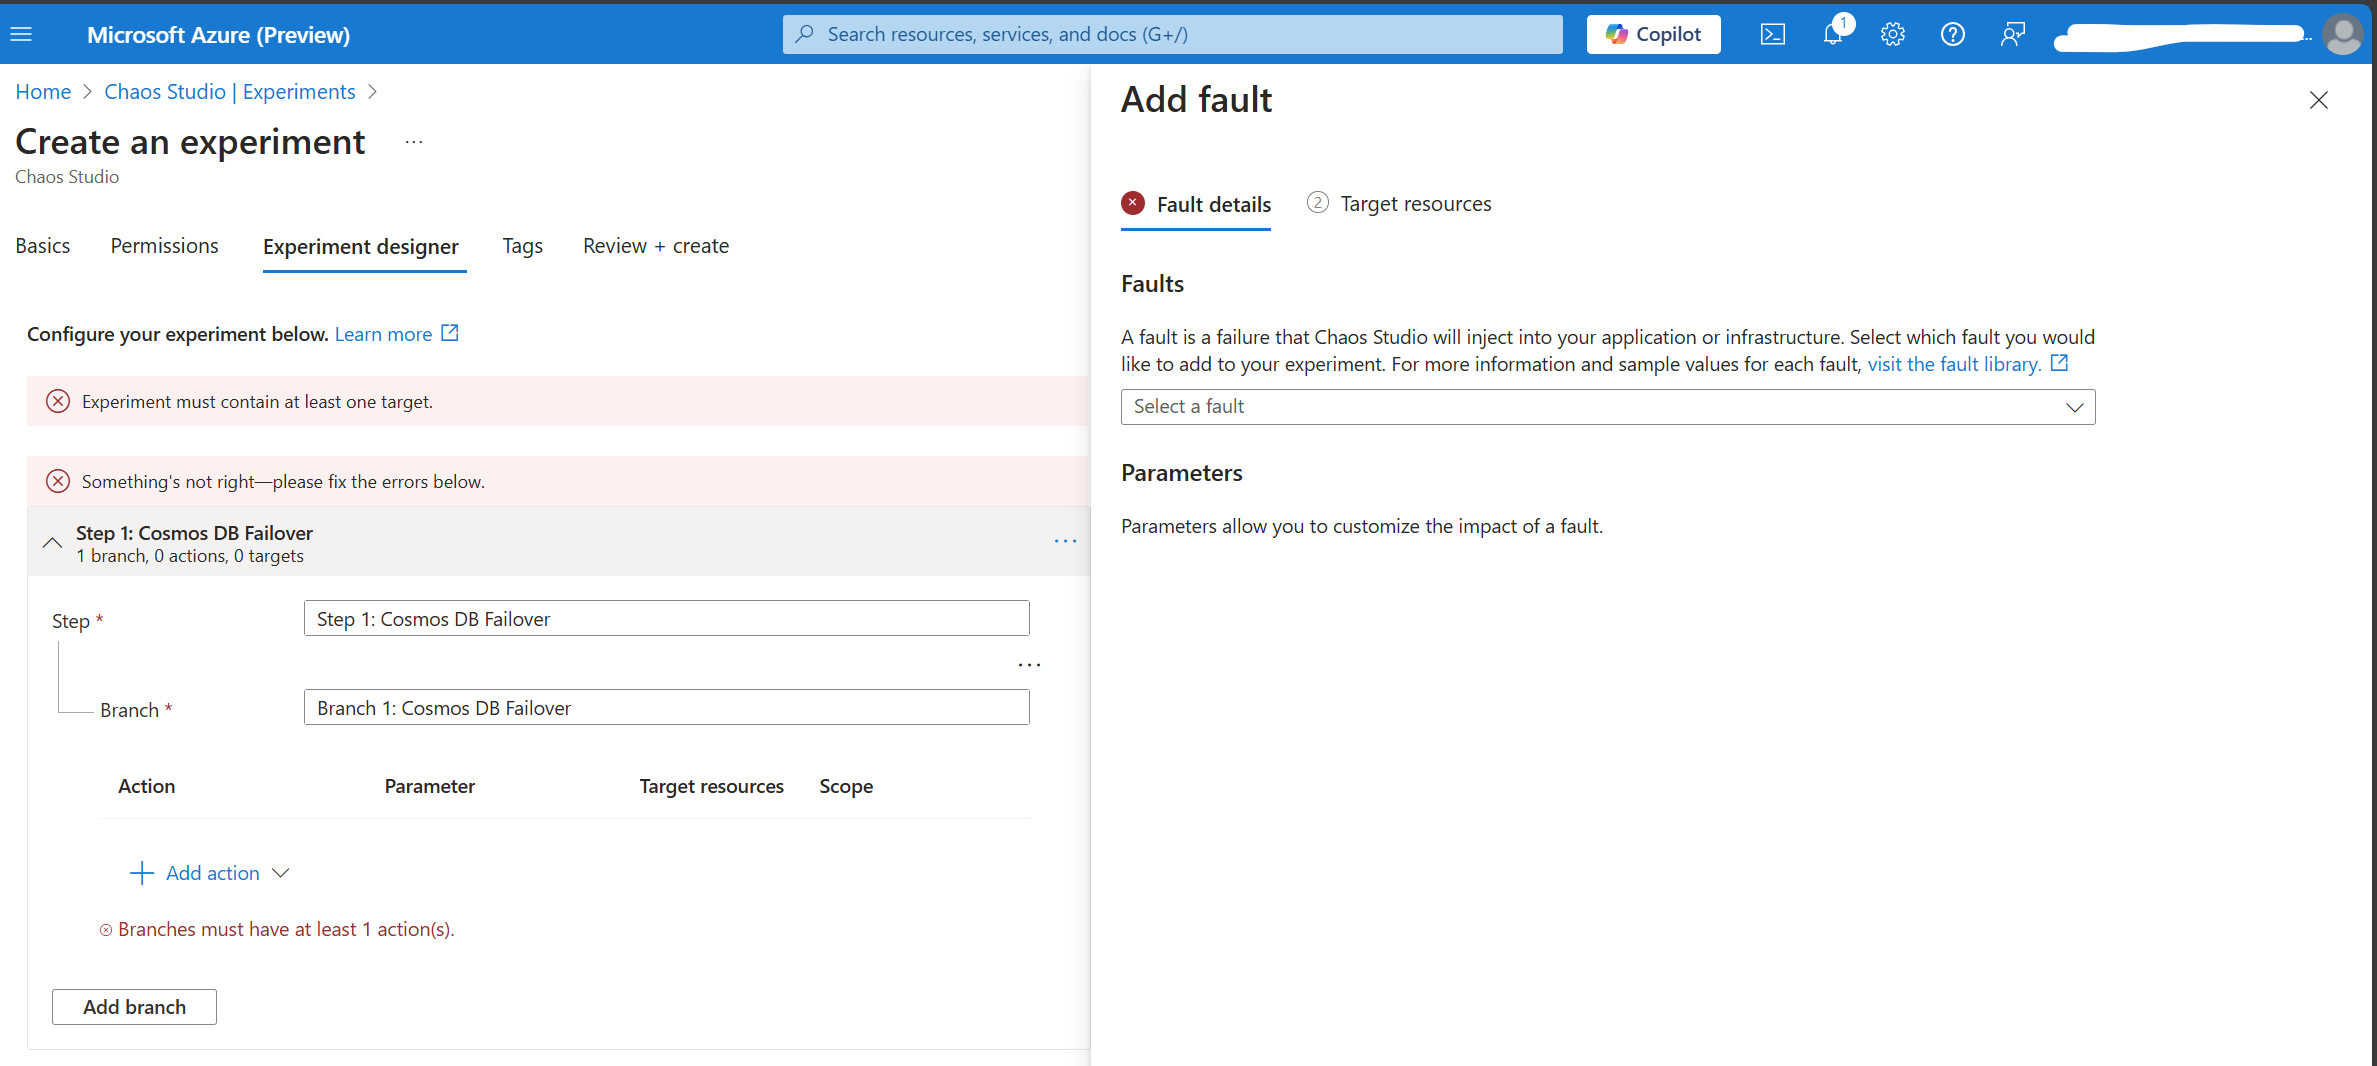 Microsoft Azure (Preview)
Search resources, services, and docs (G+/)
Copilot
1
...
Home > Chaos Studio | Experiments >
Create an experiment ...
Chaos Studio
Basics Permissions Experiment designer Tags Review + create
Configure your experiment below. Learn more
Experiment must contain at least one target.
Something's not right—please fix the errors below.
Step 1: Cosmos DB Failover
1 branch, 0 actions, 0 targets
...
Step * Step 1: Cosmos DB Failover
...
Branch * Branch 1: Cosmos DB Failover
Action Parameter Target resources Scope
+ Add action
Branches must have at least 1 action(s).
Add branch
Add fault
Fault details 2 Target resources
Faults
A fault is a failure that Chaos Studio will inject into your application or infrastructure. Select which fault you would
like to add to your experiment. For more information and sample values for each fault, visit the fault library.
Select a fault
Parameters
Parameters allow you to customize the impact of a fault.